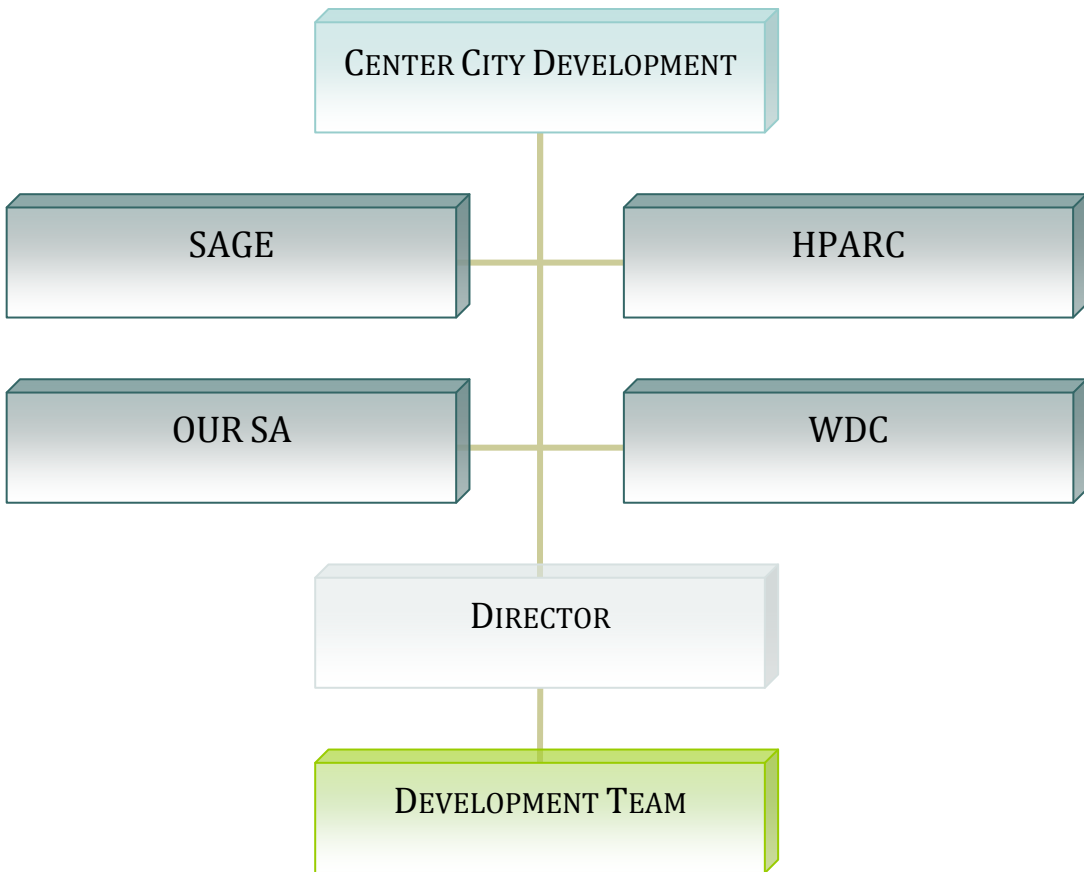 CENTER CITY DEVELOPMENT
SAGE
HPARC
OUR SA
WDC
DIRECTOR
DEVELOPMENT TEAM